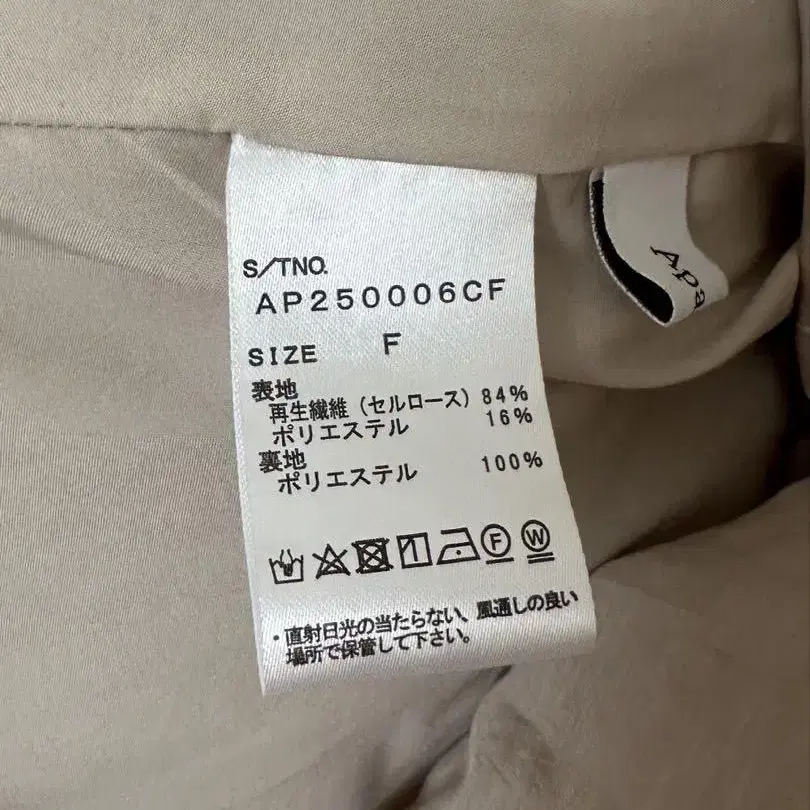 S/TNO.
AP250006CF
SIZE F
表地
再生繊維（セルロース）84%
ポリエステル 16%
裏地
ポリエステル 100%
F W
・直射日光の当たらない、風通しの良い
場所で保管して下さい。
Apa